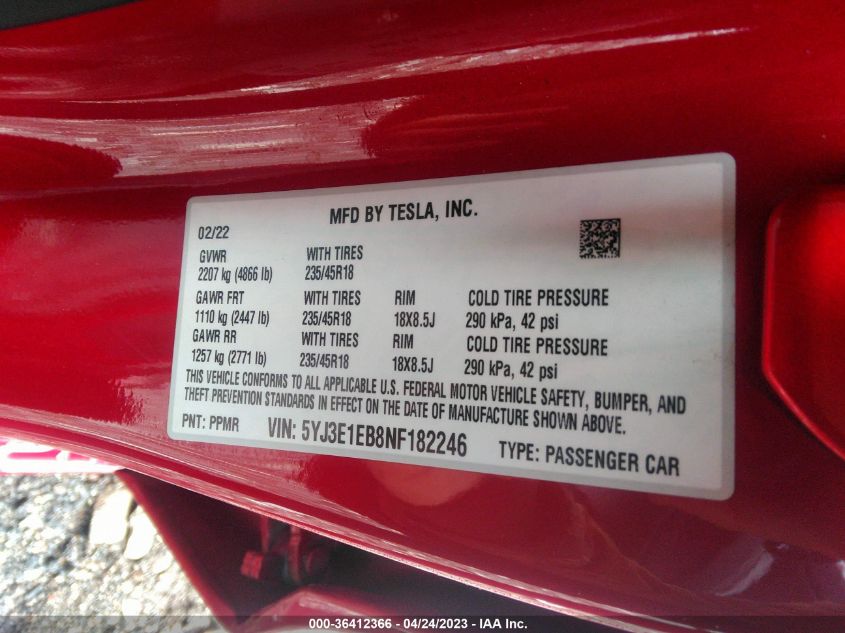 MFD BY TESLA, INC.
02/22
GVWR WITH TIRES
2207 kg (4866 lb) 235/45R18
GAWR FRT WITH TIRES RIM COLD TIRE PRESSURE
1110 kg (2447 lb) 235/45R18 18X8.5J 290 kPa, 42 psi
GAWR RR WITH TIRES RIM COLD TIRE PRESSURE
1257 kg (2771 lb) 235/45R18 18X8.5J 290 kPa, 42 psi
THIS VEHICLE CONFORMS TO ALL APPLICABLE U.S. FEDERAL MOTOR VEHICLE SAFETY, BUMPER, AND
THEFT PREVENTION STANDARDS IN EFFECT ON THE DATE OF MANUFACTURE SHOWN ABOVE.
PNT: PPMR VIN: 5YJ3E1EB8NF182246 TYPE: PASSENGER CAR
000-36412366 - 04/24/2023 - IAA Inc.